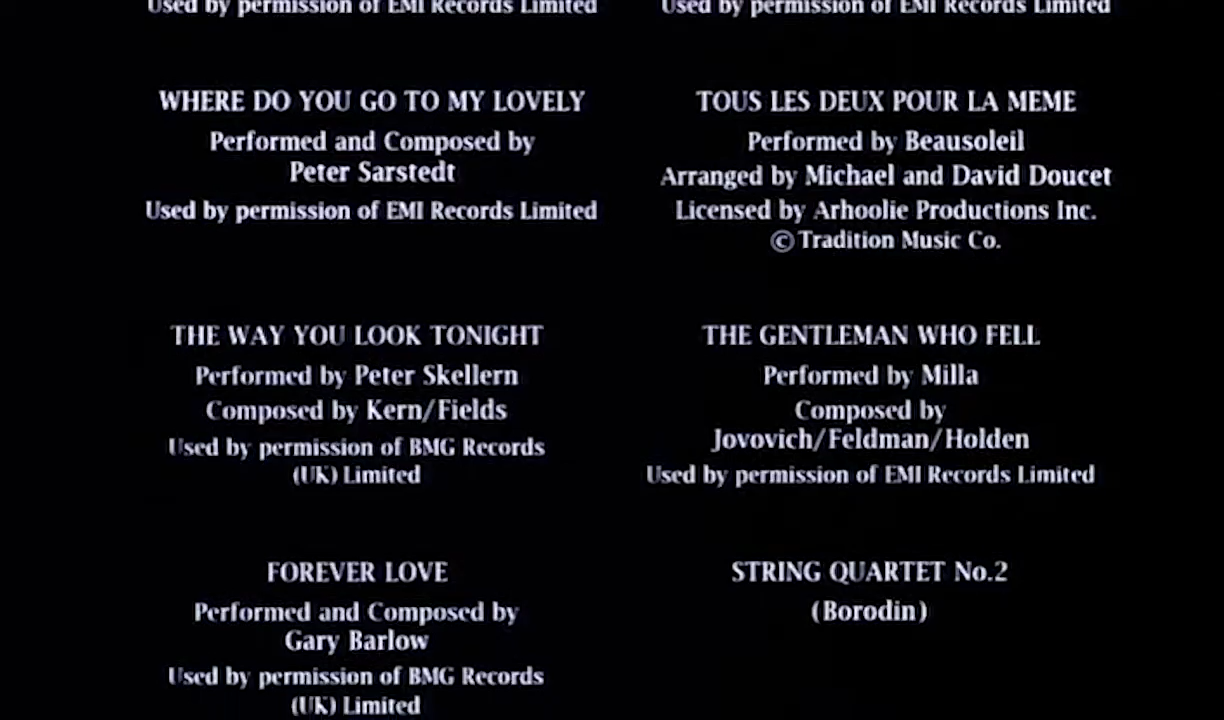 Used by permission of EMI Records Limited
Used by permission of EMI Records Limited
WHERE DO YOU GO TO MY LOVELY
Performed and Composed by
Peter Sarstedt
Used by permission of EMI Records Limited
TOUS LES DEUX POUR LA MEME
Performed by Beausoleil
Arranged by Michael and David Doucet
Licensed by Arhoolie Productions Inc.
© Tradition Music Co.
THE WAY YOU LOOK TONIGHT
Performed by Peter Skellern
Composed by Kern/Fields
Used by permission of BMG Records
(UK) Limited
THE GENTLEMAN WHO FELL
Performed by Milla
Composed by
Jovovich/Feldman/Holden
Used by permission of EMI Records Limited
FOREVER LOVE
Performed and Composed by
Gary Barlow
Used by permission of BMG Records
(UK) Limited
STRING QUARTET No.2
(Borodin)